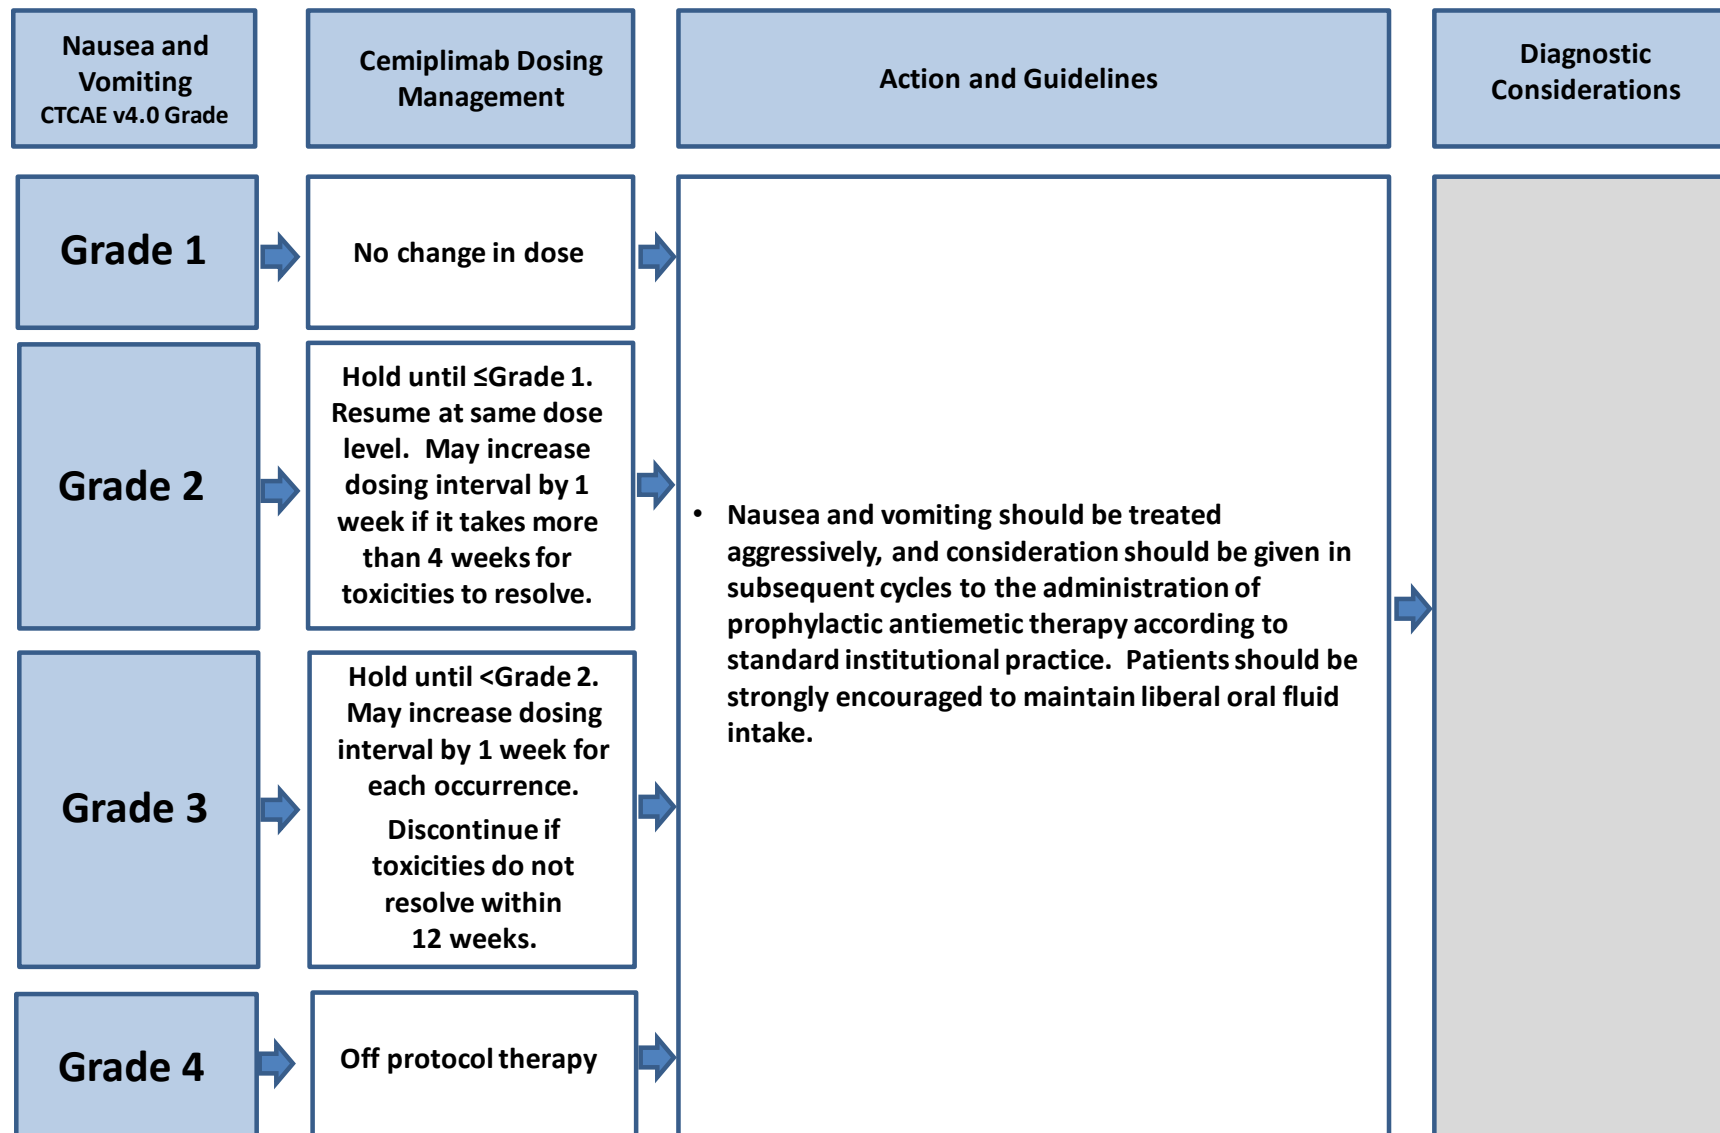 Nausea and
Vomiting
CTCAE v4.0 Grade
Cemiplimab Dosing
Management
Action and Guidelines
Diagnostic
Considerations
Grade 1
No change in dose
Grade 2
Hold until ≤Grade 1.
Resume at same dose
level. May increase
dosing interval by 1
week if it takes more
than 4 weeks for
toxicities to resolve.
Grade 3
Hold until <Grade 2.
May increase dosing
interval by 1 week for
each occurrence.
Discontinue if
toxicities do not
resolve within
12 weeks.
Grade 4
Off protocol therapy
• Nausea and vomiting should be treated
aggressively, and consideration should be given in
subsequent cycles to the administration of
prophylactic antiemetic therapy according to
standard institutional practice. Patients should be
strongly encouraged to maintain liberal oral fluid
intake.